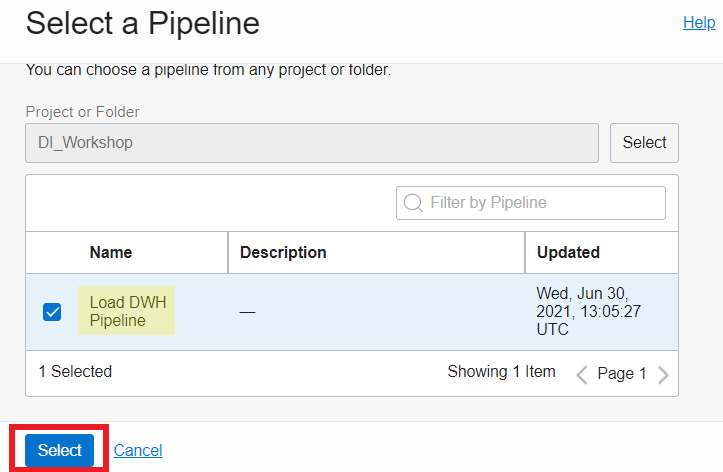 Select a Pipeline
Help
You can choose a pipeline from any project or folder.
Project or Folder
DI_Workshop
Select
Filter by Pipeline
Name Description Updated
Load DWH
Pipeline
—
Wed, Jun 30,
2021, 13:05:27
UTC
1 Selected
Showing 1 Item
Page 1
Select
Cancel